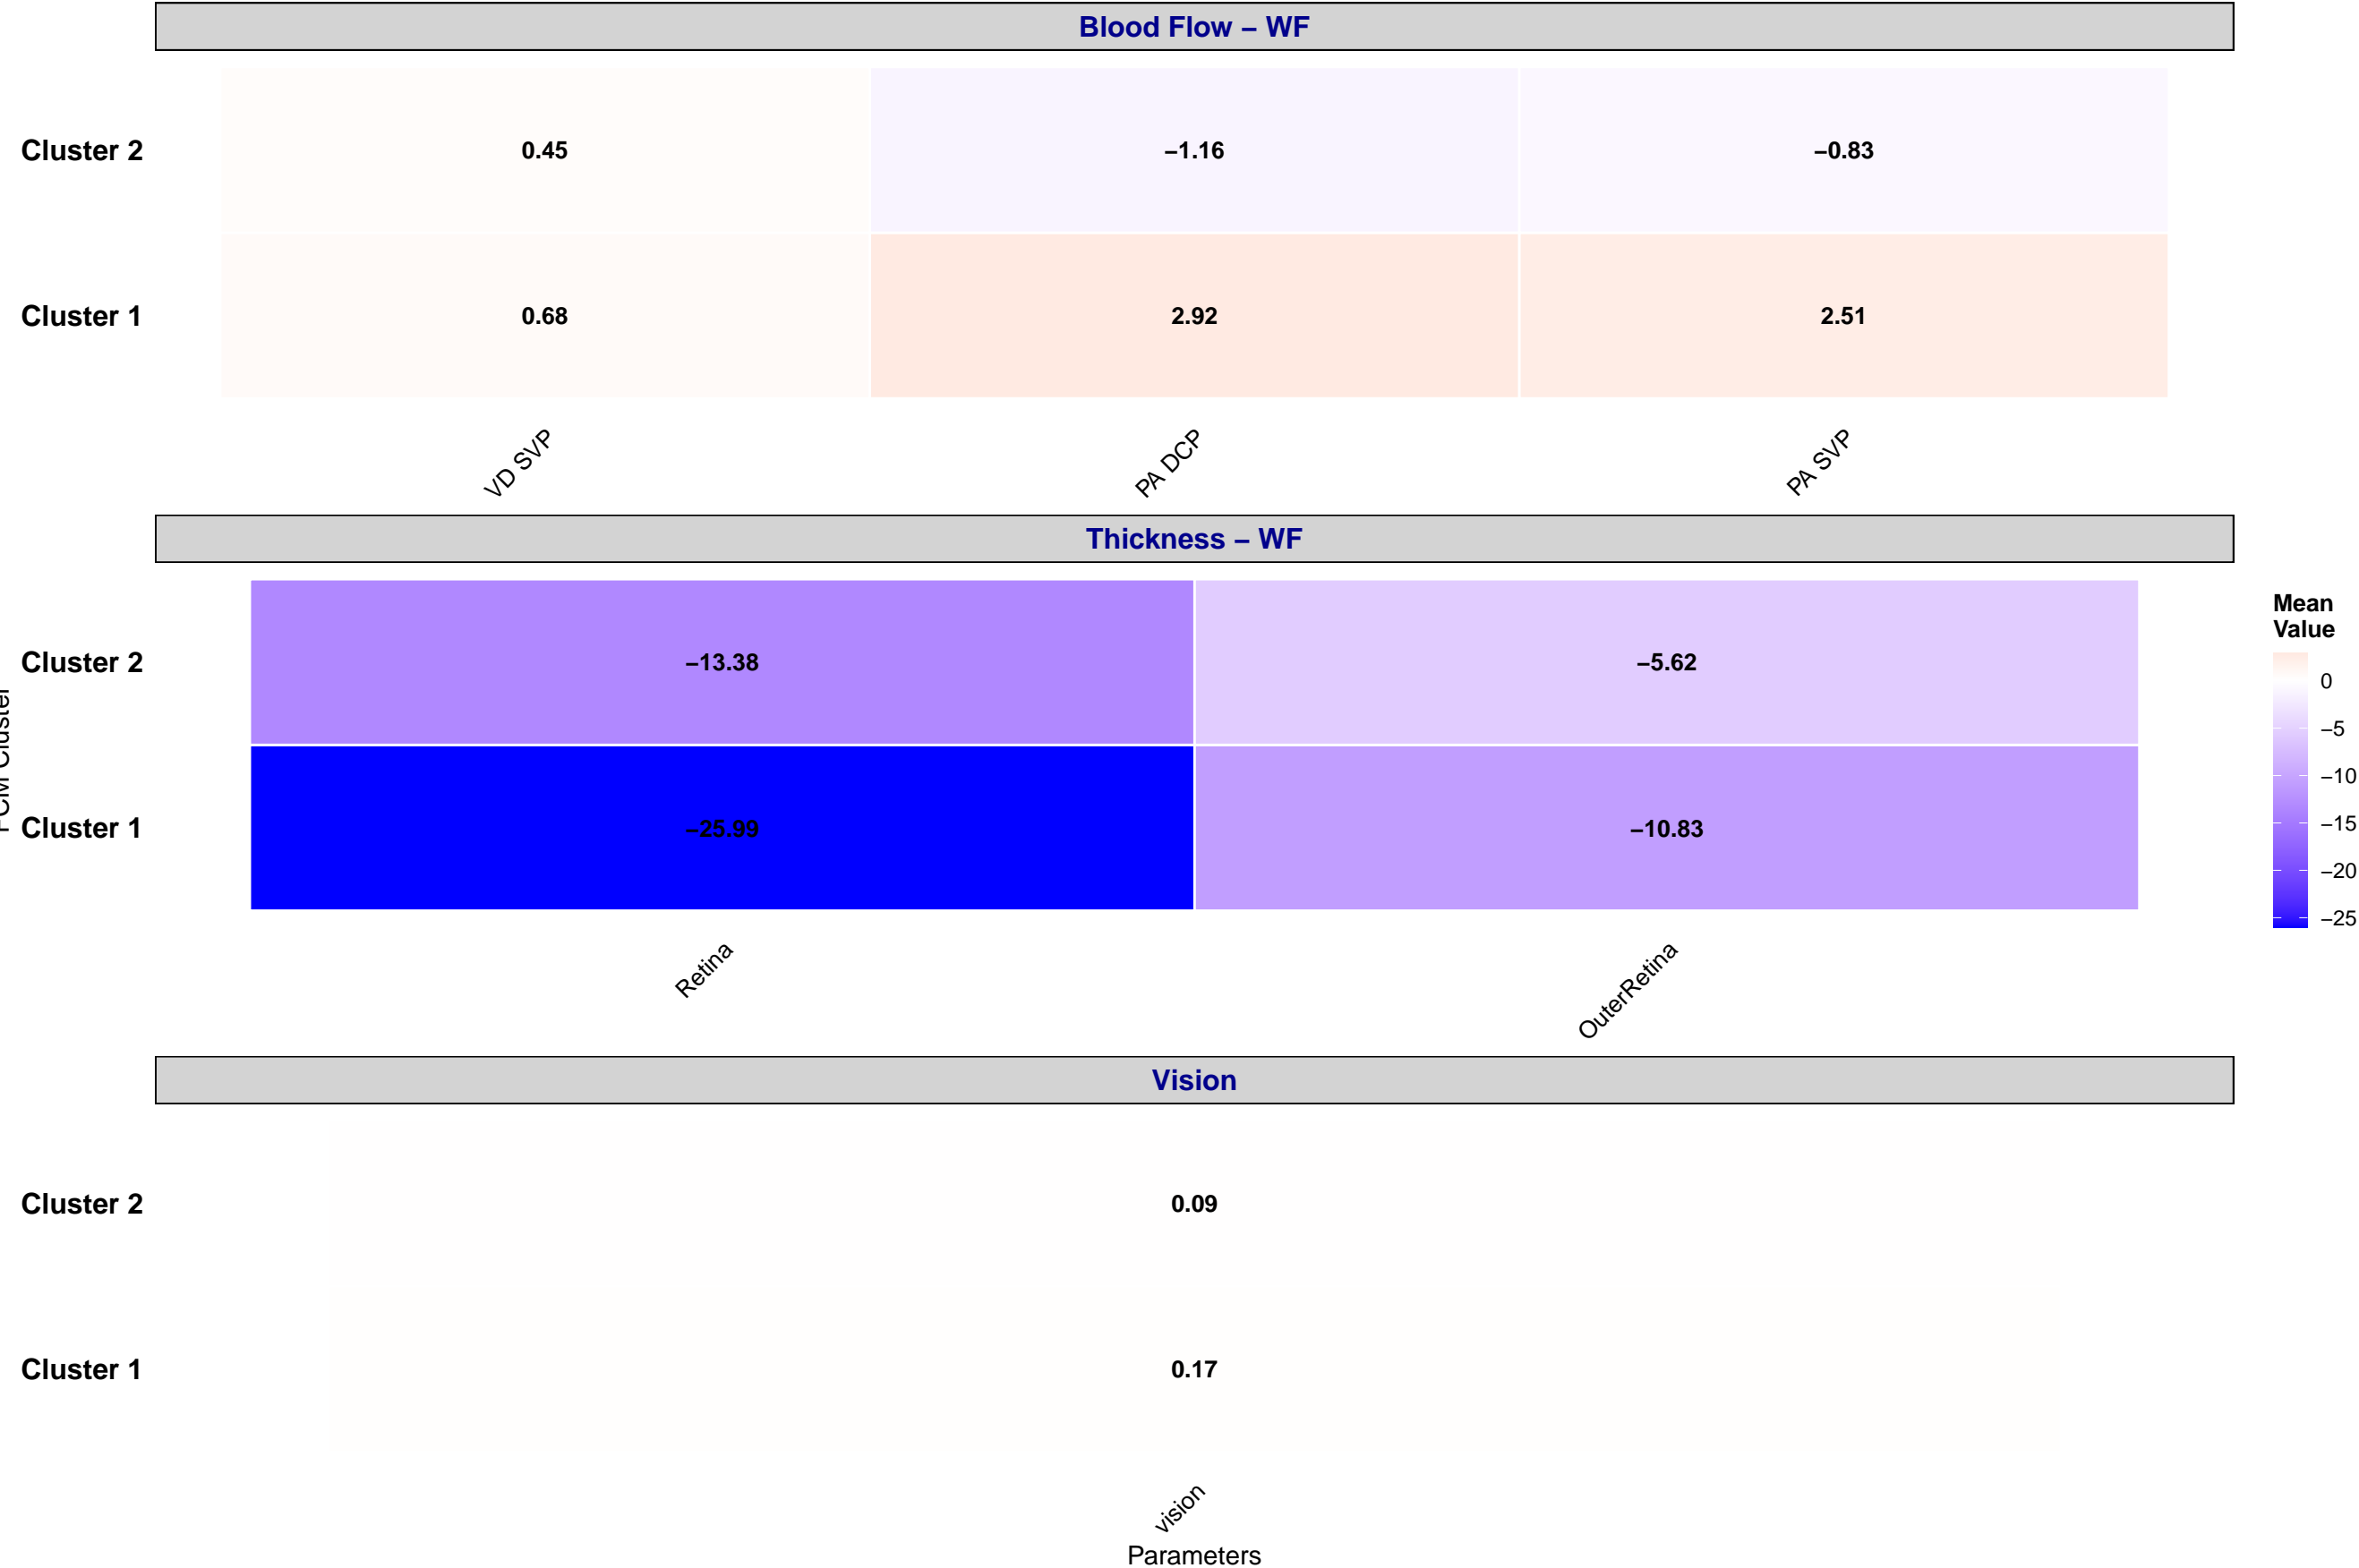 Blood Flow – WF
Cluster 2
0.45
–1.16
–0.83
Cluster 1
0.68
2.92
2.51
VD SVP
PA DCP
PA SVP
Thickness – WF
Cluster 2
–13.38
–5.62
Cluster 1
–25.99
–10.83
Retina
OuterRetina
Mean
Value
0
–5
–10
–15
–20
–25
Cluster
Vision
Cluster 2
0.09
Cluster 1
0.17
vision
Parameters